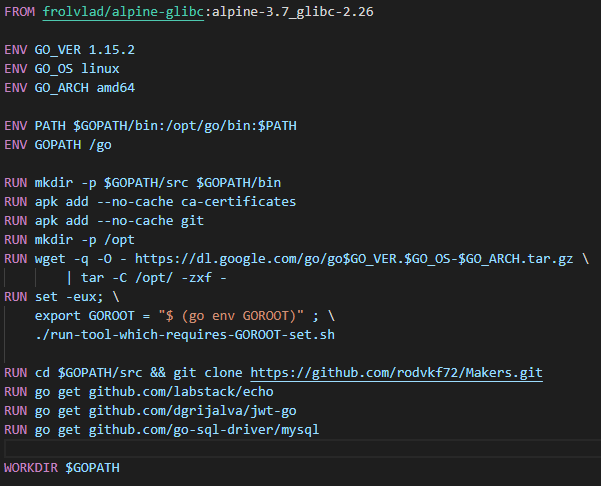 FROM frolvlad/alpine-glibc:alpine-3.7_glibc-2.26
ENV GO_VER 1.15.2
ENV GO_OS linux
ENV GO_ARCH amd64
ENV PATH $GOPATH/bin:/opt/go/bin:$PATH
ENV GOPATH /go
RUN mkdir -p $GOPATH/src $GOPATH/bin
RUN apk add --no-cache ca-certificates
RUN apk add --no-cache git
RUN mkdir -p /opt
RUN wget -q -O - https://dl.google.com/go/go$GO_VER.$GO_OS-$GO_ARCH.tar.gz \
| tar -C /opt/ -zxf -
RUN set -eux; \
export GOROOT = "$ (go env GOROOT)" ; \
./run-tool-which-requires-GOROOT-set.sh
RUN cd $GOPATH/src && git clone https://github.com/rodvkf72/Makers.git
RUN go get github.com/labstack/echo
RUN go get github.com/dgrijalva/jwt-go
RUN go get github.com/go-sql-driver/mysql
WORKDIR $GOPATH